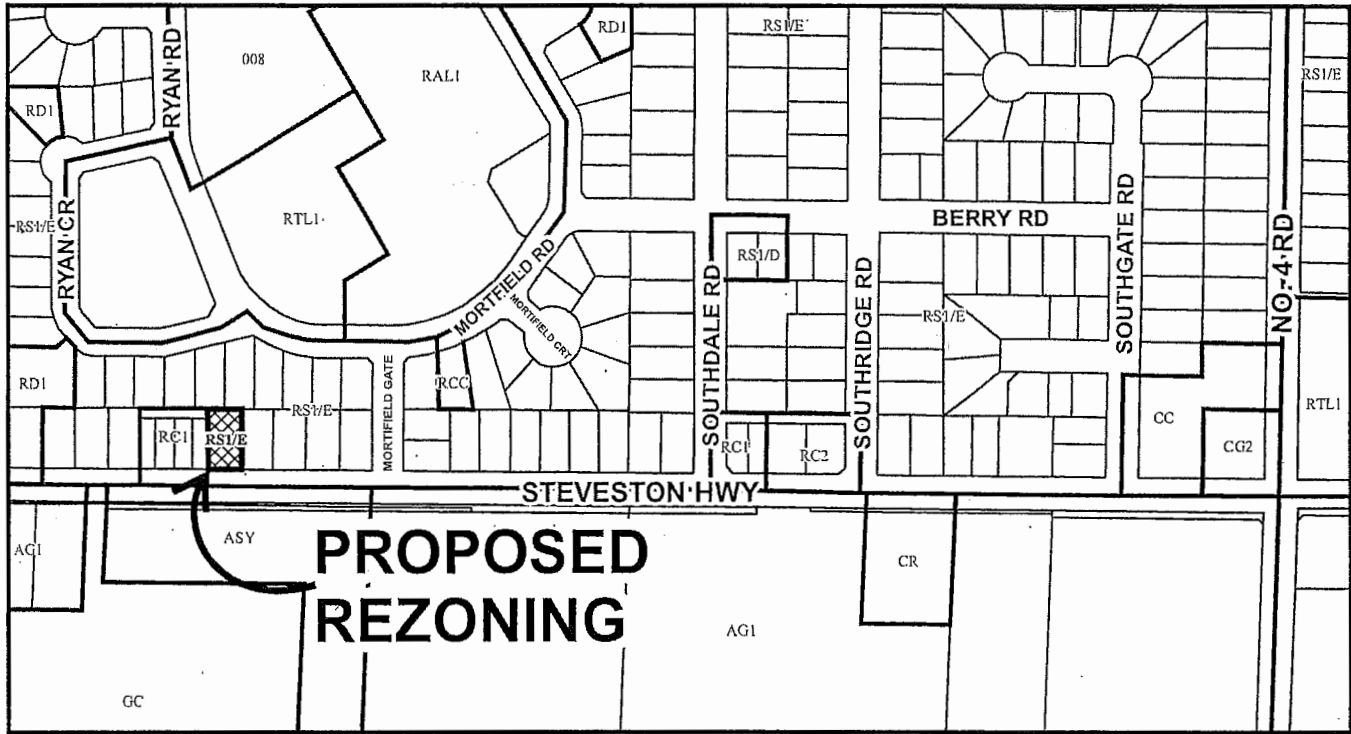 RD1
RS1/E
008
RAL1
RS1/E
RD1
RYAN RD
RS1/E
RYAN CR
RTL1
MORTFIELD RD
MORTIFIELD CRT
BERRY RD
RS1/D
SOUTHDALE RD
SOUTHRIDGE RD
RS1/E
SOUTHGATE RD
NO. 4 RD
RD1
RCC
MORTIFIELD GATE
RS1/E
RC1
RS1/E
RC1
RC2
CC
CG2
RTL1
STEVESTON HWY
AG1
ASY
PROPOSED
REZONING
CR
AG1
GC